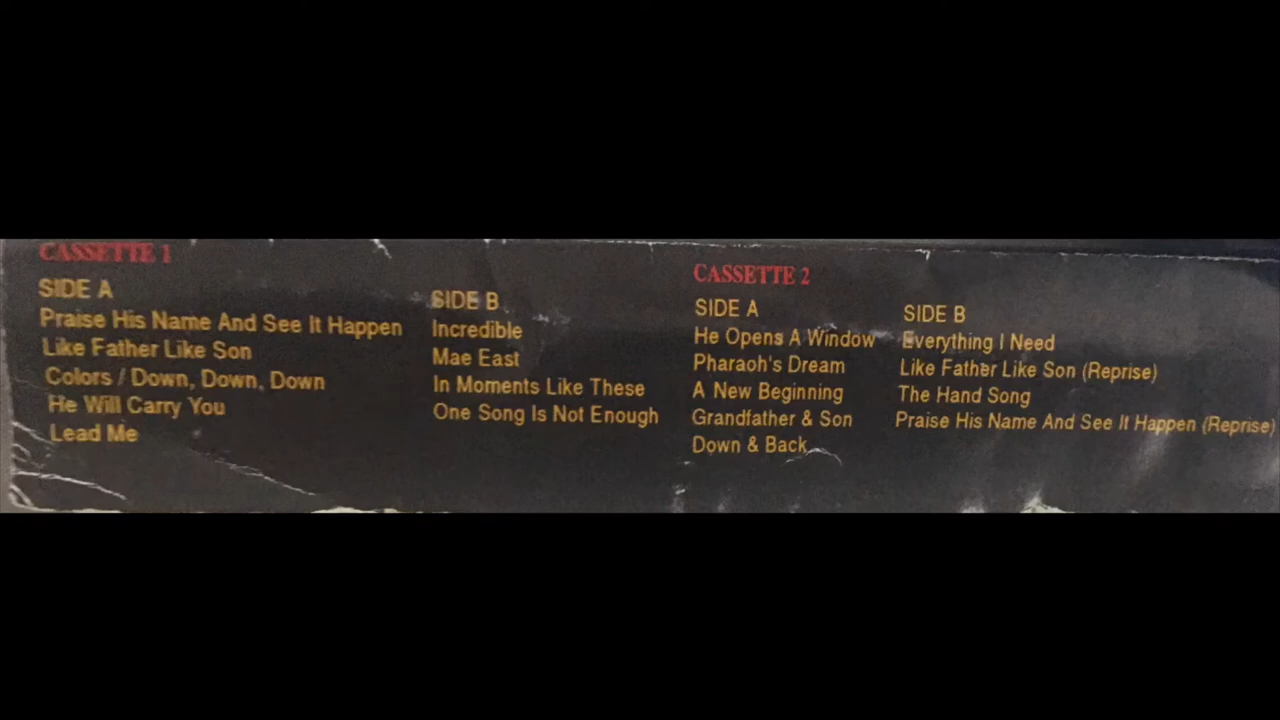 CASSETTE 1
SIDE A
Praise His Name And See It Happen
Like Father Like Son
Colors / Down, Down, Down
He Will Carry You
Lead Me
SIDE B
Incredible
Mae East
In Moments Like These
One Song Is Not Enough
CASSETTE 2
SIDE A
He Opens A Window
Pharaoh's Dream
A New Beginning
Grandfather & Son
Down & Back
SIDE B
Everything I Need
Like Father Like Son (Reprise)
The Hand Song
Praise His Name And See It Happen (Reprise)